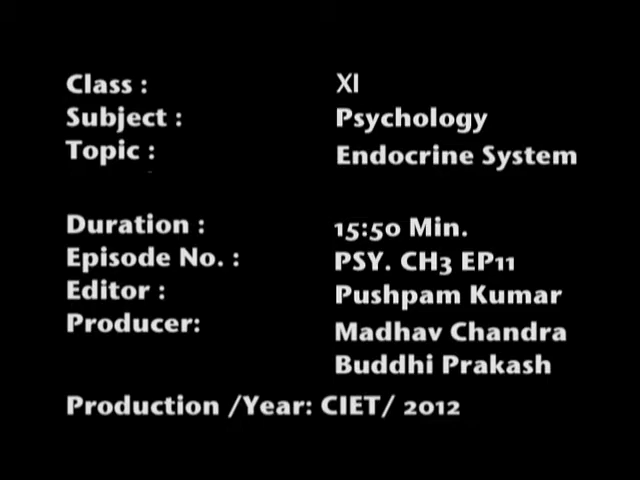 Class : XI
Subject : Psychology
Topic : Endocrine System
Duration : 15:50 Min.
Episode No. : PSY. CH3 EP11
Editor : Pushpam Kumar
Producer: Madhav Chandra
Buddhi Prakash
Production /Year: CIET/ 2012